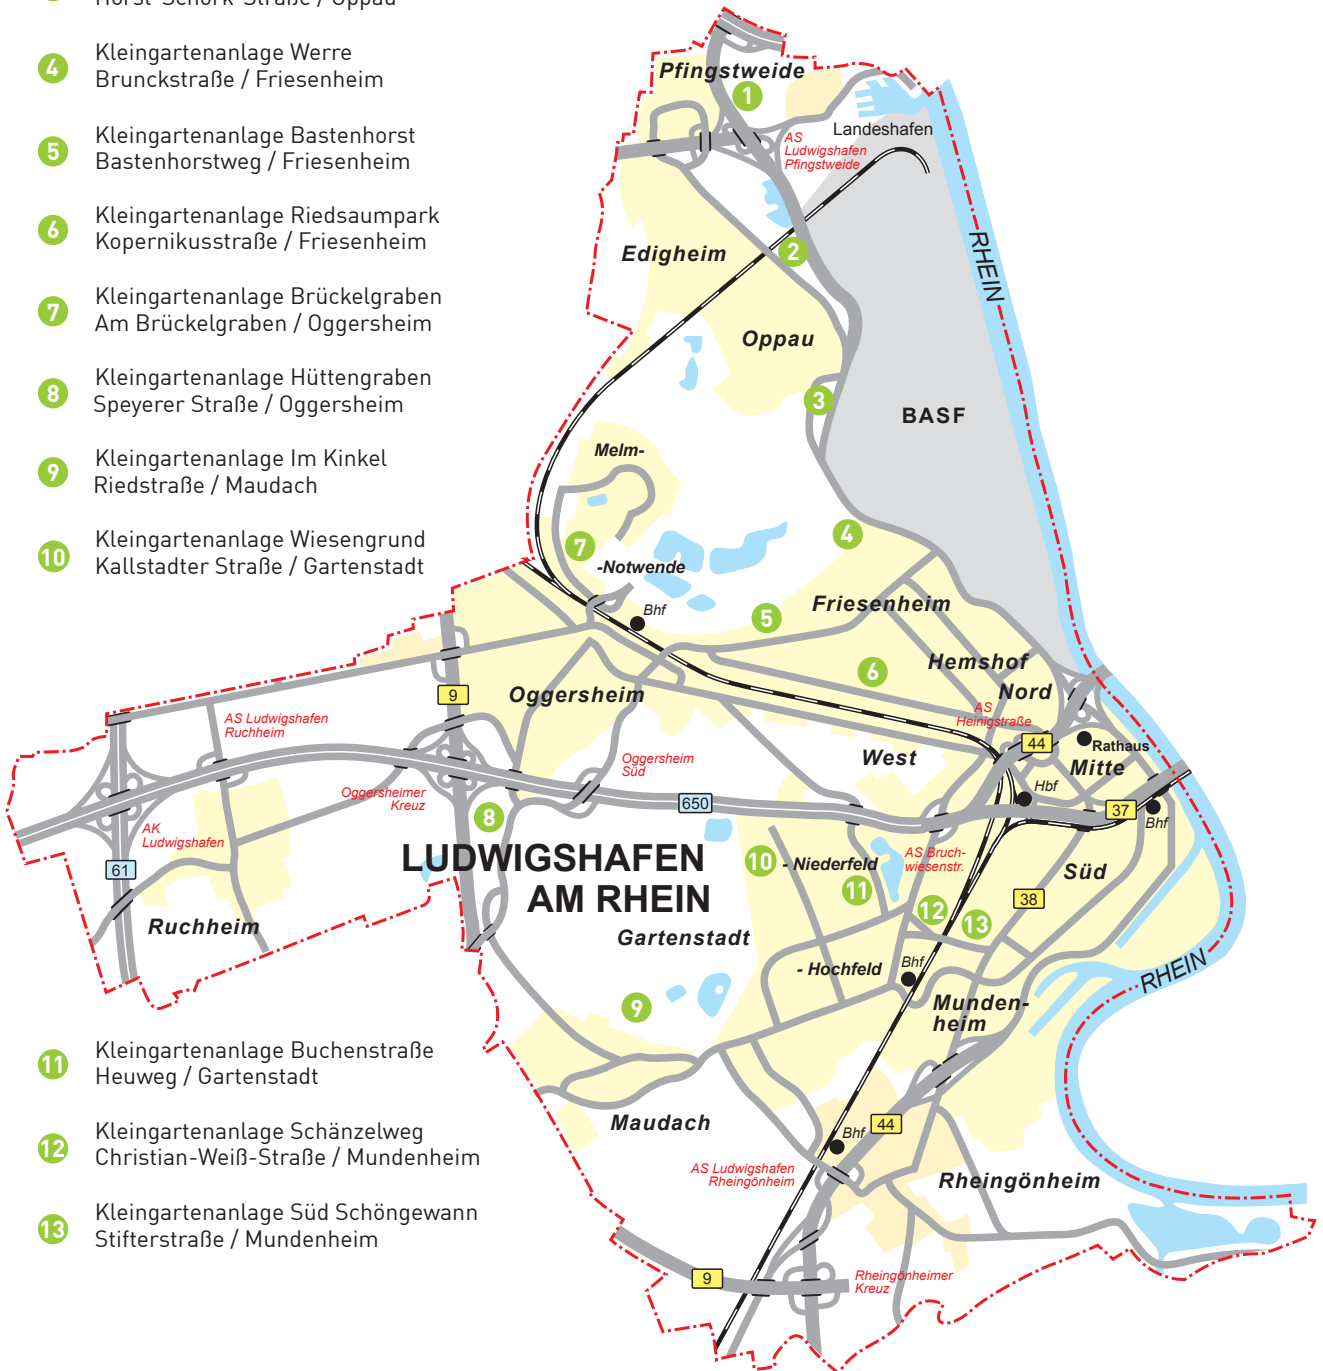 Horst-Schork-Straße / Oppau
4
Kleingartenanlage Werre
Brunckstraße / Friesenheim
5
Kleingartenanlage Bastenhorst
Bastenhorstweg / Friesenheim
6
Kleingartenanlage Riedsaumpark
Kopernikusstraße / Friesenheim
7
Kleingartenanlage Brückelgraben
Am Brückelgraben / Oggersheim
8
Kleingartenanlage Hüttengraben
Speyerer Straße / Oggersheim
9
Kleingartenanlage Im Kinkel
Riedstraße / Maudach
10
Kleingartenanlage Wiesengrund
Kallstadter Straße / Gartenstadt
11
Kleingartenanlage Buchenstraße
Heuweg / Gartenstadt
12
Kleingartenanlage Schänzelweg
Christian-Weiß-Straße / Mundenheim
13
Kleingartenanlage Süd Schöngewann
Stifterstraße / Mundenheim
Pfingstweide
1
Landeshafen
AS
Ludwigshafen
Pfingstweide
RHEIN
Edigheim
2
Oppau
3
BASF
Melm-
4
7
-Notwende
Bhf
5
Friesenheim
6
Hemshof
Nord
9
Oggersheim
AS
Heinigstraße
AS Ludwigshafen
Ruchheim
44
Rathaus
Mitte
West
Oggersheim
Süd
Oggersheimer
Kreuz
650
Hbf
37
Bhf
8
AK
Ludwigshafen
61
LUDWIGSHAFEN
AM RHEIN
10
- Niederfeld
11
AS Bruch-
wiesenstr.
Süd
38
12
13
Ruchheim
Gartenstadt
- Hochfeld
Bhf
RHEIN
9
Munden-
heim
Maudach
44
Bhf
AS Ludwigshafen
Rheingönheim
Rheingönheim
9
Rheingönheimer
Kreuz